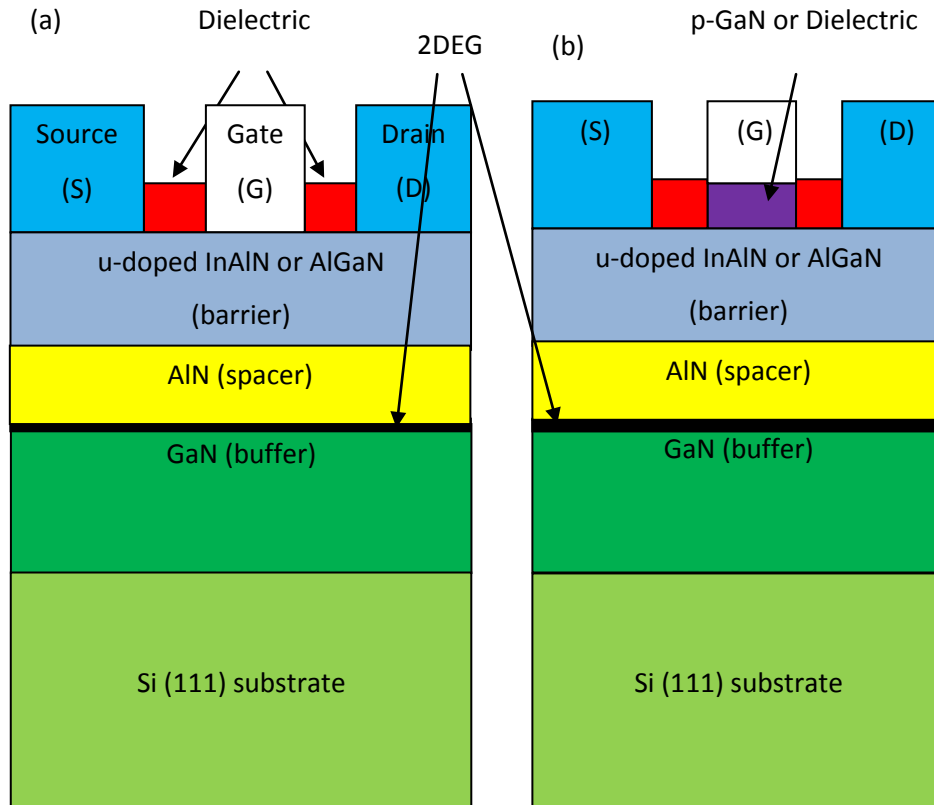 (a)
Dielectric
2DEG
(b)
p-GaN or Dielectric
Source
(S)
Gate
(G)
Drain
(D)
(S)
(G)
(D)
u-doped InAlN or AlGaN
(barrier)
u-doped InAlN or AlGaN
(barrier)
AlN (spacer)
AlN (spacer)
GaN (buffer)
GaN (buffer)
Si (111) substrate
Si (111) substrate